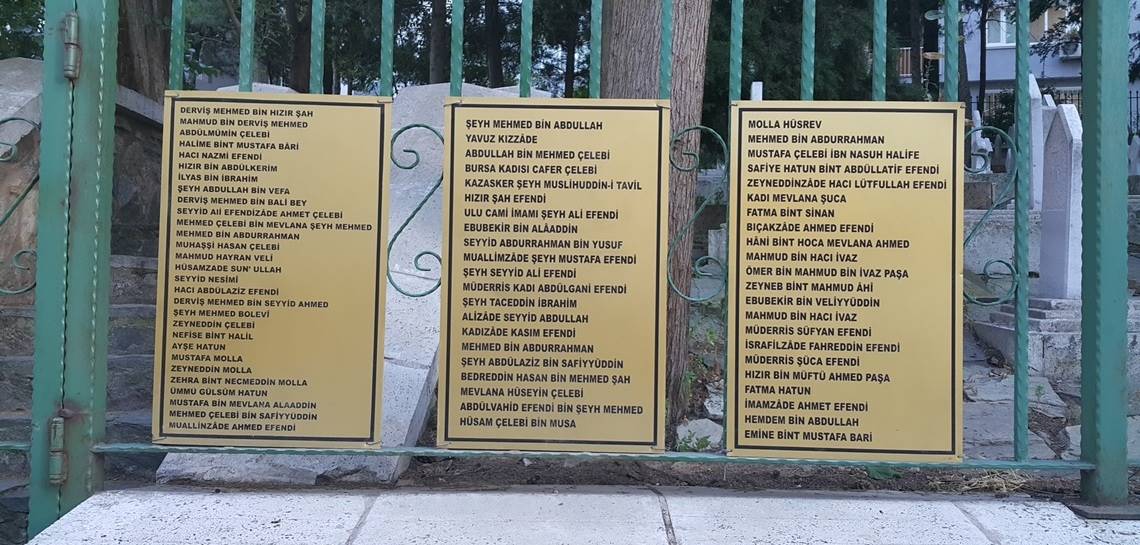 DERVİŞ MEHMED BİN HIZIR ŞAH
MAHMUD BİN DERVİŞ MEHMED
ABDÜLMÜMİN ÇELEBİ
HALİME BİNT MUSTAFA BÂRİ
HACI NAZMİ EFENDİ
HIZIR BİN ABDÜLKERİM
İLYAS BİN İBRAHİM
ŞEYH ABDULLAH BİN VEFA
DERVİŞ MEHMED BİN BALİ BEY
SEYYİD Alİ EFENDİZÂDE AHMET ÇELEBİ
MEHMED ÇELEBİ BİN MEVLANA ŞEYH MEHMED
MEHMED BİN ABDURRAHMAN
MUHAŞŞİ HASAN ÇELEBİ
MAHMUD HAYRAN VELİ
HÜSAMZADE SUN' ULLAH
SEYYİD NESİMİ
HACI ABDÜLAZİZ EFENDİ
DERVİŞ MEHMED BİN SEYYİD AHMED
ŞEYH MEHMED BOLEVİ
ZEYNEDDİN ÇELEBİ
NEFİSE BİNT HALİL
AYŞE HATUN
MUSTAFA MOLLA
ZEYNEDDİN MOLLA
ZEHRA BİNT NECMEDDİN MOLLA
ÜMMÜ GÜLSÜM HATUN
MUSTAFA BİN MEVLANA ALAADDİN
MEHMED ÇELEBİ BİN SAFİYYÜDDİN
MUALLİNZÂDE AHMED EFENDİ
ŞEYH MEHMED BİN ABDULLAH
YAVUZ KIZZÂDE
ABDULLAH BİN MEHMED ÇELEBİ
BURSA KADISI CAFER ÇELEBİ
KAZASKER ŞEYH MUSLİHUDDİN-İ TAVİL
HIZIR ŞAH EFENDİ
ULU CAMİ İMAMI ŞEYH ALİ EFENDİ
EBUBEKİR BİN ALÂADDİN
SEYYİD ABDURRAHMAN BİN YUSUF
MUALLİMZÂDE ŞEYH MUSTAFA EFENDİ
ŞEYH SEYYİD ALİ EFENDİ
MÜDERRİS KADI ABDÜLGANİ EFENDİ
ŞEYH TACEDDİN İBRAHİM
ALİZÂDE SEYYİD ABDULLAH
KADIZÂDE KASIM EFENDİ
MEHMED BİN ABDURRAHMAN
ŞEYH ABDÜLAZİZ BİN SAFİYYÜDDİN
BEDREDDİN HASAN BİN MEHMED ŞAH
MEVLANA HÜSEYİN ÇELEBİ
ABDÜLVAHİD EFENDİ BİN ŞEYH MEHMED
HÜSAM ÇELEBİ BİN MUSA
MOLLA HÜSREV
MEHMED BİN ABDURRAHMAN
MUSTAFA ÇELEBİ İBN NASUH HALİFE
SAFİYE HATUN BİNT ABDÜLLATİF EFENDİ
ZEYNEDDİNZÂDE HACI LÜTFULLAH EFENDİ
KADI MEVLANA ŞUCA
FATMA BİNT SİNAN
BIÇAKZÂDE AHMED EFENDİ
HÂNİ BİNT HOCA MEVLANA AHMED
MAHMUD BİN HACI İVAZ
ÖMER BİN MAHMUD BİN İVAZ PAŞA
ZEYNEB BİNT MAHMUD ÂHİ
EBUBEKİR BİN VELİYYÜDDİN
MAHMUD BİN HACI İVAZ
MÜDERRİS SÜFYAN EFENDİ
İSRAFİLZÂDE FAHREDDİN EFENDİ
MÜDERRİS ŞÜCA EFENDİ
HIZIR BİN MÜFTÜ AHMED PAŞA
FATMA HATUN
İMAMZÂDE AHMET EFENDİ
HEMDEM BİN ABDULLAH
EMİNE BİNT MUSTAFA BARİ